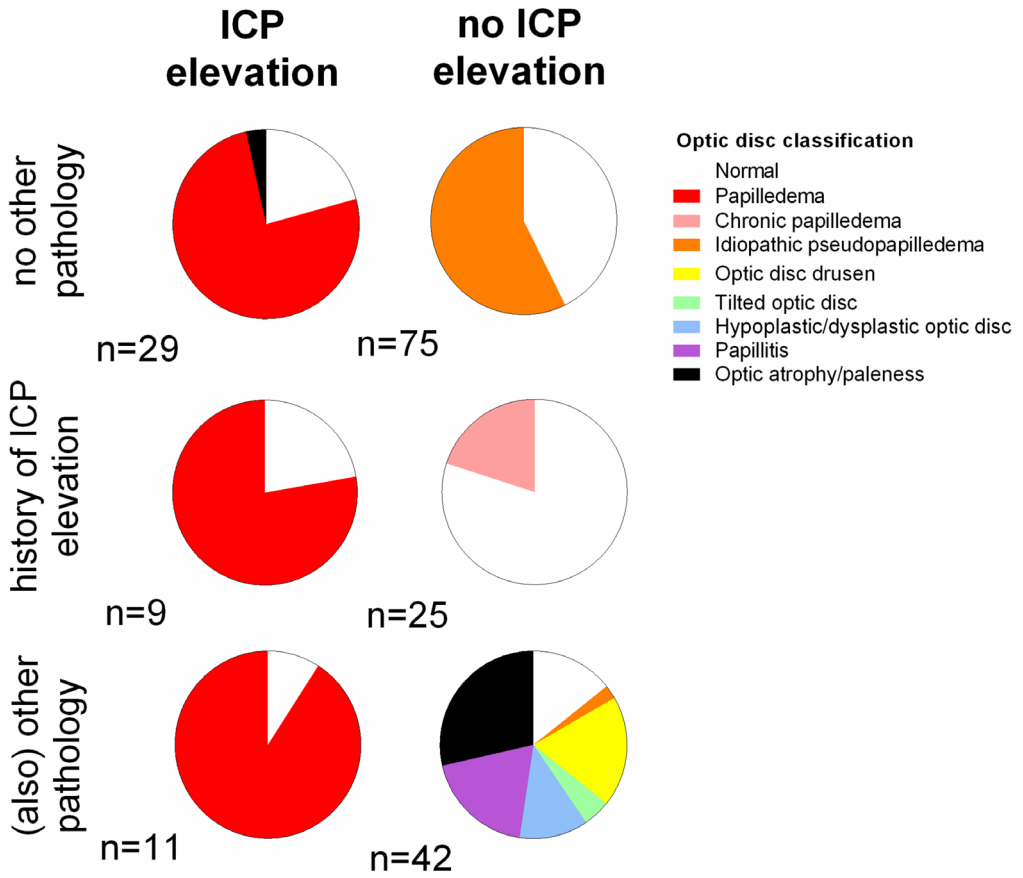 ICP
elevation
no ICP
elevation
no other
pathology
n=29
n=75
Optic disc classification
Normal
Papilledema
Chronic papilledema
Idiopathic pseudopapilledema
Optic disc drusen
Tilted optic disc
Hypoplastic/dysplastic optic disc
Papillitis
Optic atrophy/paleness
history of ICP
elevation
n=9
n=25
(also) other
pathology
n=11
n=42